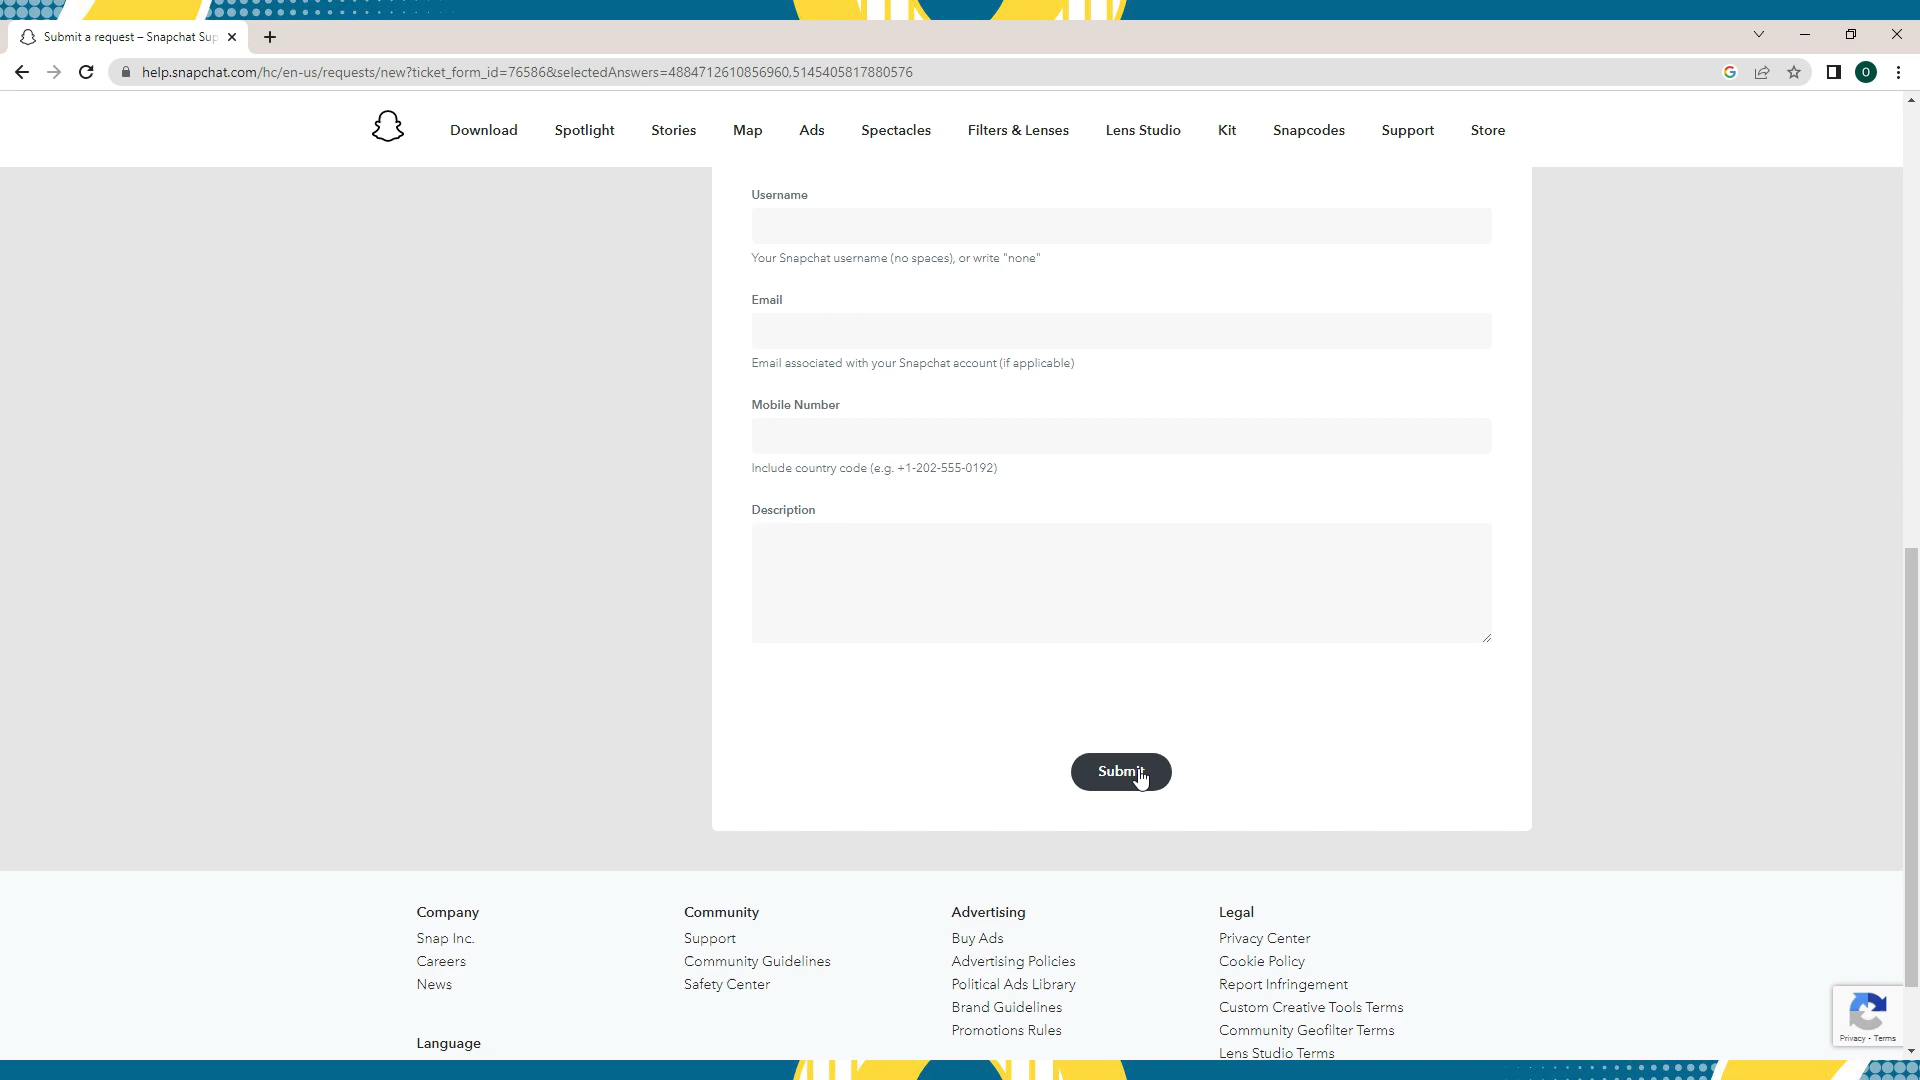 Submit a request – Snapchat Sup
help.snapchat.com/hc/en-us/requests/new?ticket_form_id=76586&selectedAnswers=4884712610856960,5145405817880576
O
Download Spotlight Stories Map Ads Spectacles Filters & Lenses Lens Studio Kit Snapcodes Support Store
Username
Your Snapchat username (no spaces), or write "none"
Email
Email associated with your Snapchat account (if applicable)
Mobile Number
Include country code (e.g. +1-202-555-0192)
Description
Submit
Company
Snap Inc.
Careers
News
Language
Community
Support
Community Guidelines
Safety Center
Advertising
Buy Ads
Advertising Policies
Political Ads Library
Brand Guidelines
Promotions Rules
Legal
Privacy Center
Cookie Policy
Report Infringement
Custom Creative Tools Terms
Community Geofilter Terms
Lens Studio Terms
Privacy - Terms